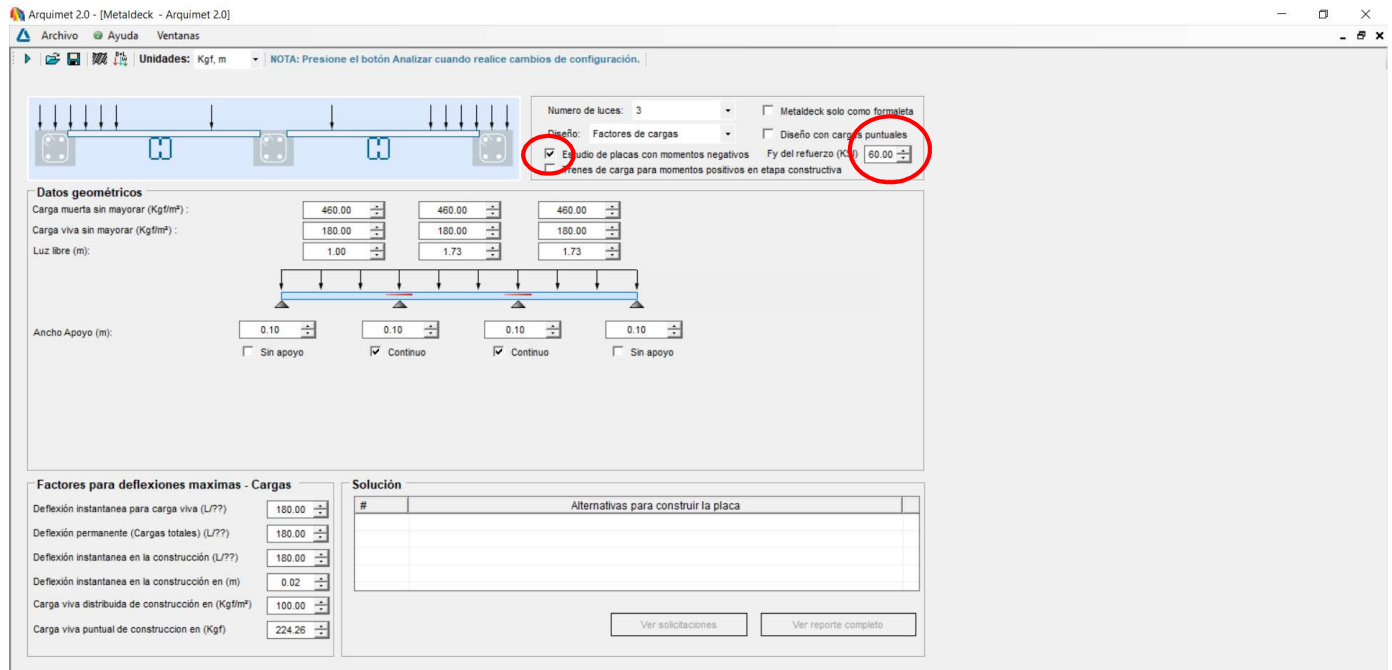 Arquimet 2.0 - [Metaldeck - Arquimet 2.0]
Archivo Ayuda Ventanas
Unidades: Kgf, m NOTA: Presione el botón Analizar cuando realice cambios de configuración.
Numero de luces: 3 Metaldeck solo como formaleta
Diseño: Factores de cargas Diseño con cargas puntuales
Estudio de placas con momentos negativos Fy del refuerzo (KSI) 60.00
Trenes de carga para momentos positivos en etapa constructiva
Datos geométricos
Carga muerta sin mayorar (Kgf/m²) : 460.00 460.00 460.00
Carga viva sin mayorar (Kgf/m²) : 180.00 180.00 180.00
Luz libre (m): 1.00 1.73 1.73
Ancho Apoyo (m): 0.10 0.10 0.10 0.10
Sin apoyo Continuo Continuo Sin apoyo
Factores para deflexiones maximas - Cargas
Deflexión instantanea para carga viva (L/??) 180.00
Deflexión permanente (Cargas totales) (L/??) 180.00
Deflexión instantanea en la construcción (L/??) 180.00
Deflexión instantanea en la construcción en (m) 0.02
Carga viva distribuida de construcción en (Kgf/m²) 100.00
Carga viva puntual de construccion en (Kgf) 224.26
Solución
# Alternativas para construir la placa
Ver solicitaciones Ver reporte completo